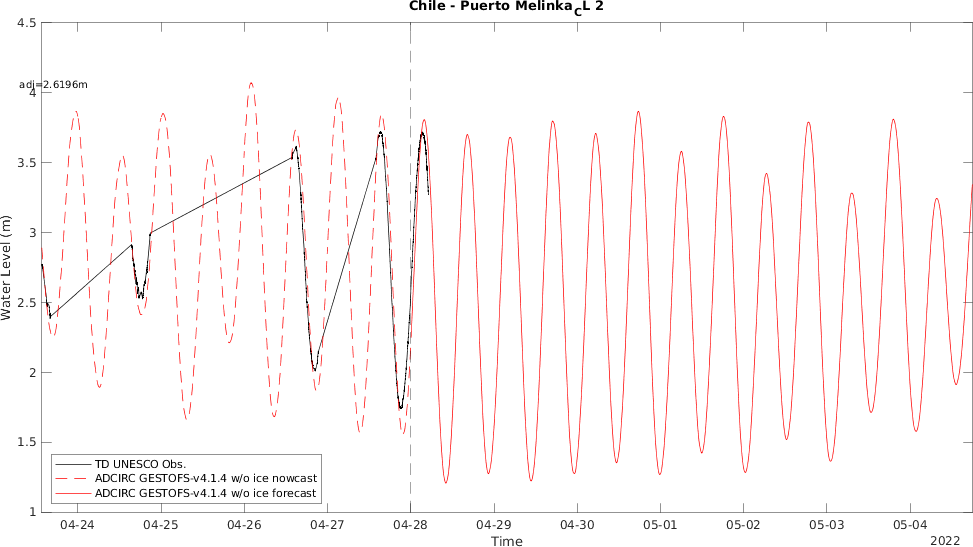 Chile - Puerto Melinka_CL 2
4.5
adj=2.6196m
4
3.5
3
2.5
2
1.5
1
Water Level (m)
TD UNESCO Obs.
ADCIRC GESTOFS-v4.1.4 w/o ice nowcast
ADCIRC GESTOFS-v4.1.4 w/o ice forecast
04-24 04-25 04-26 04-27 04-28 04-29 04-30 05-01 05-02 05-03 05-04
Time
2022